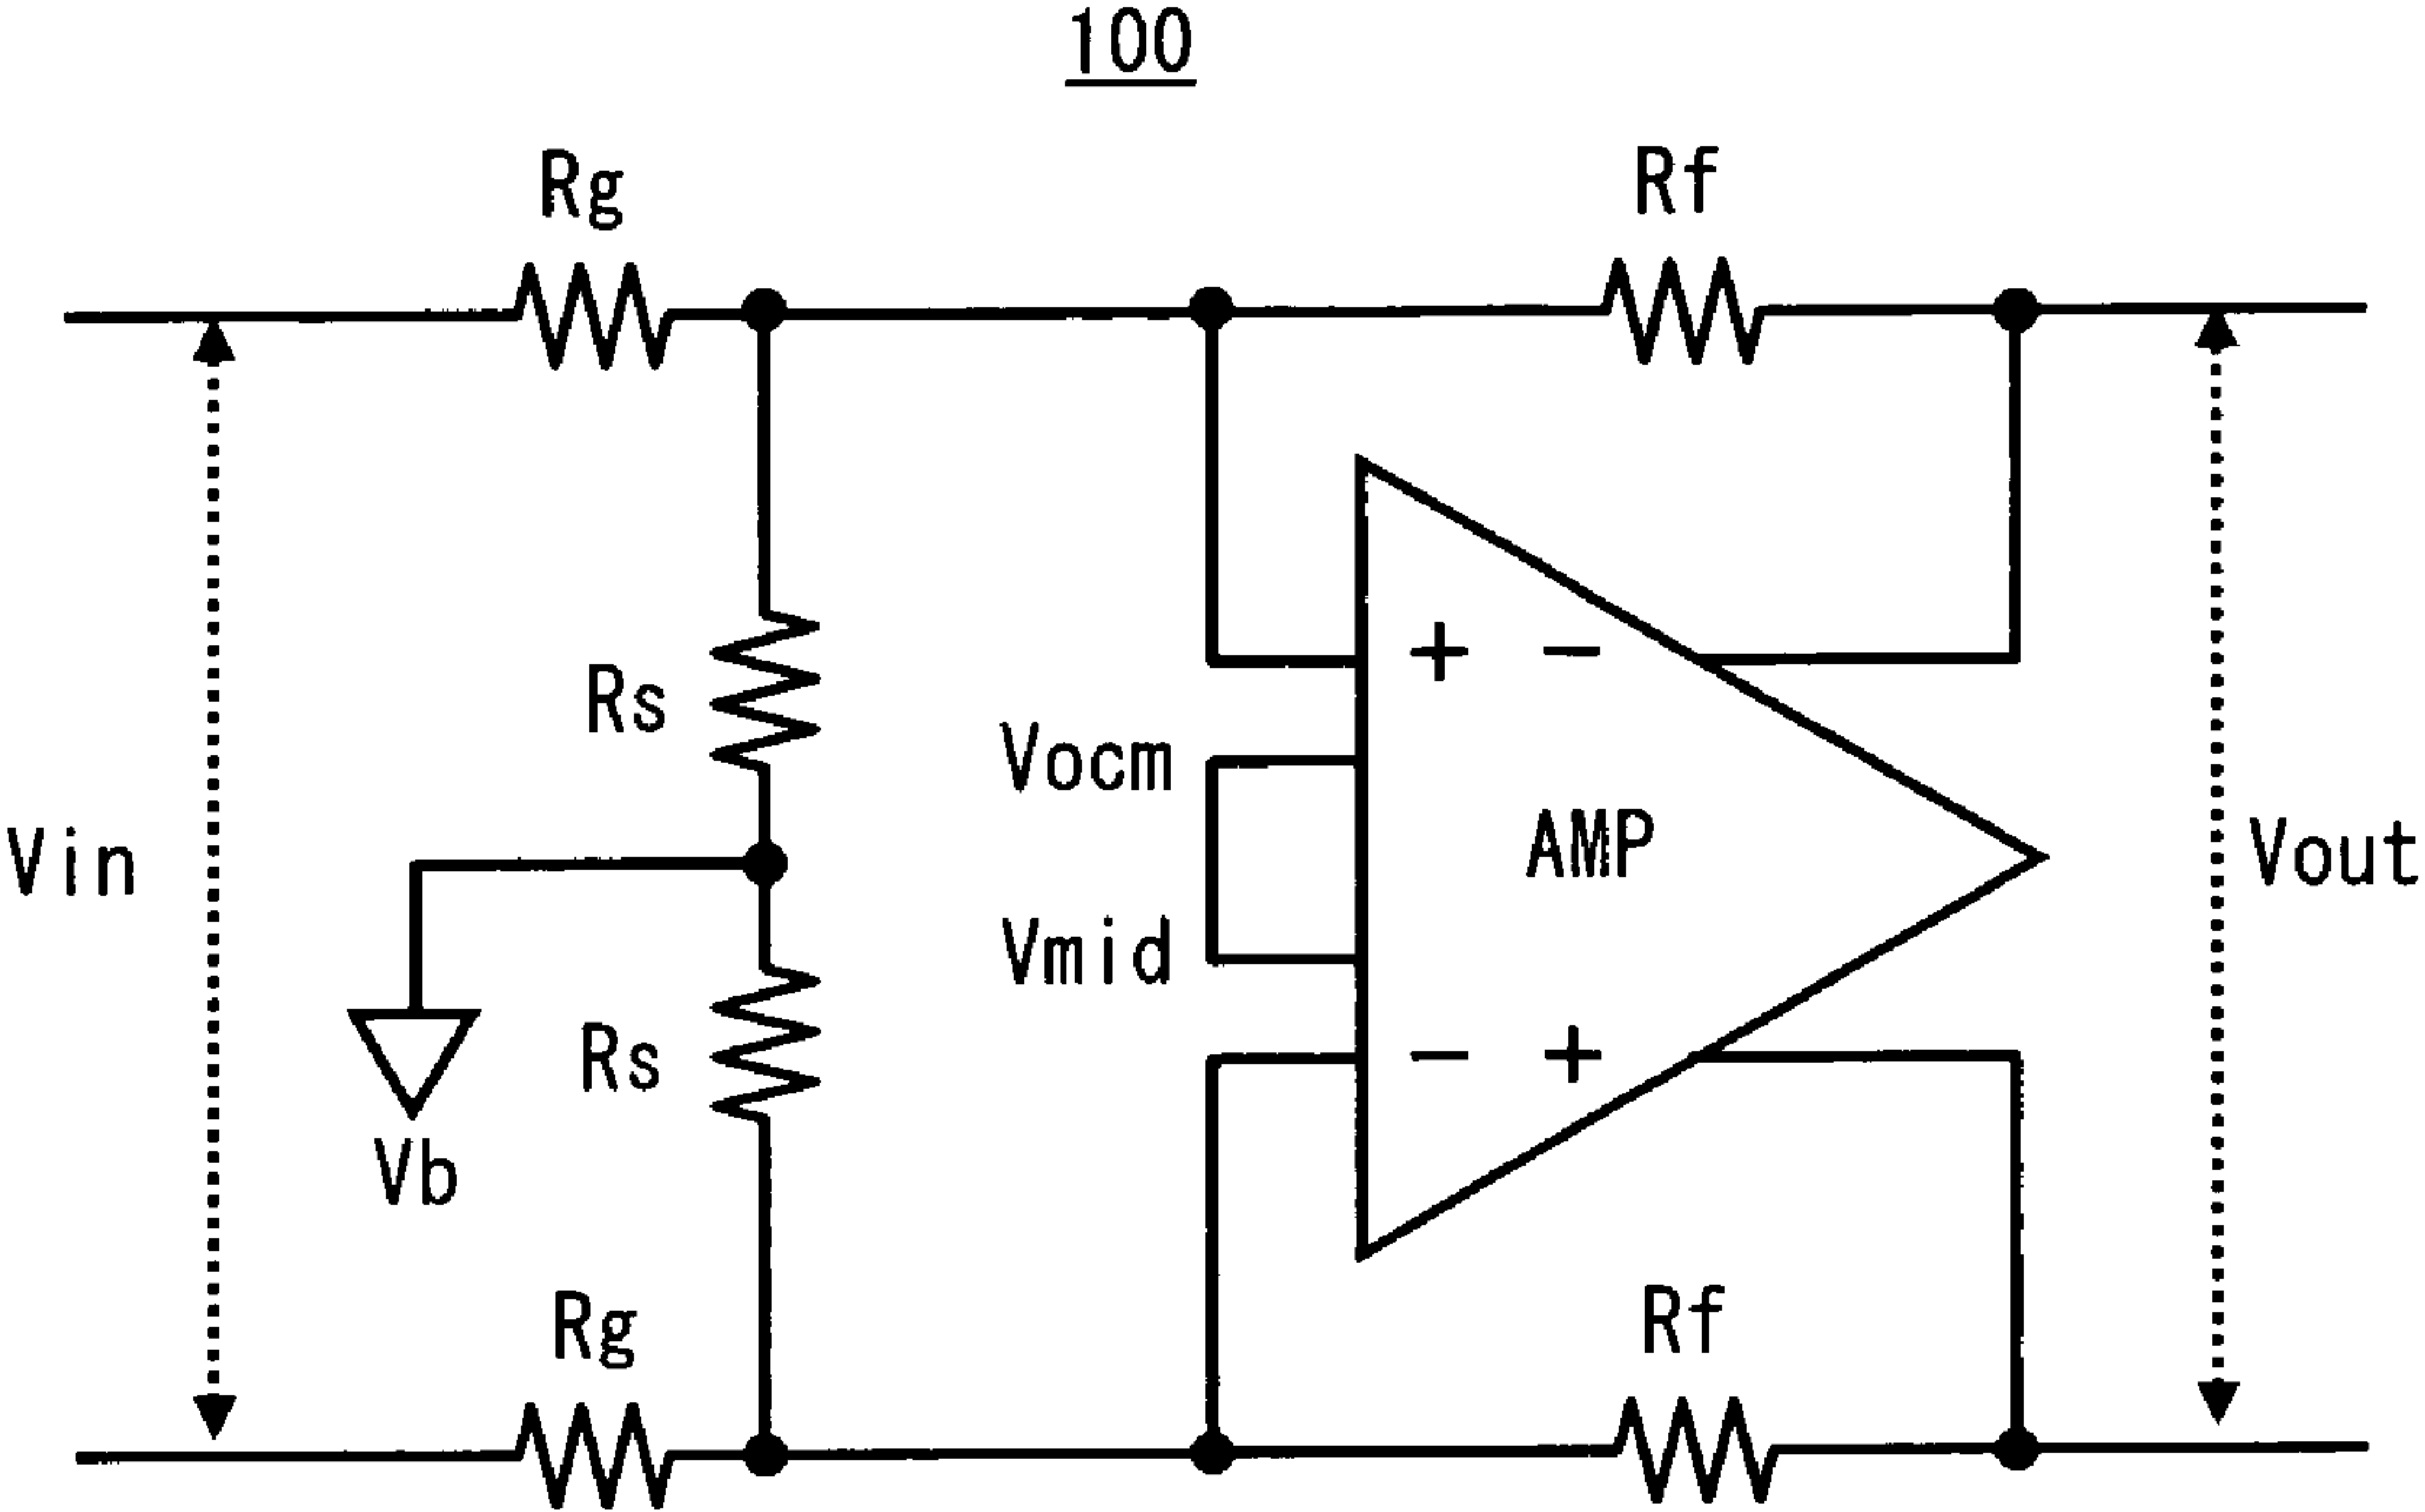 100
Rg
Rf
+ -
Rs
Vocm
Vin
AMP
Vout
Vmid
Rs
- +
Vb
Rg
Rf